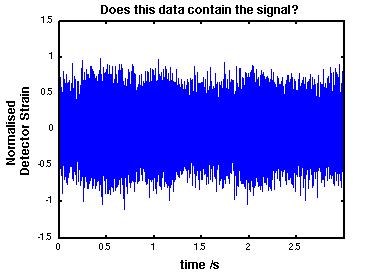 Does this data contain the signal?
1.5
1
0.5
0
-0.5
-1
-1.5
Normalised
Detector Strain
0 0.5 1 1.5 2 2.5
time /s